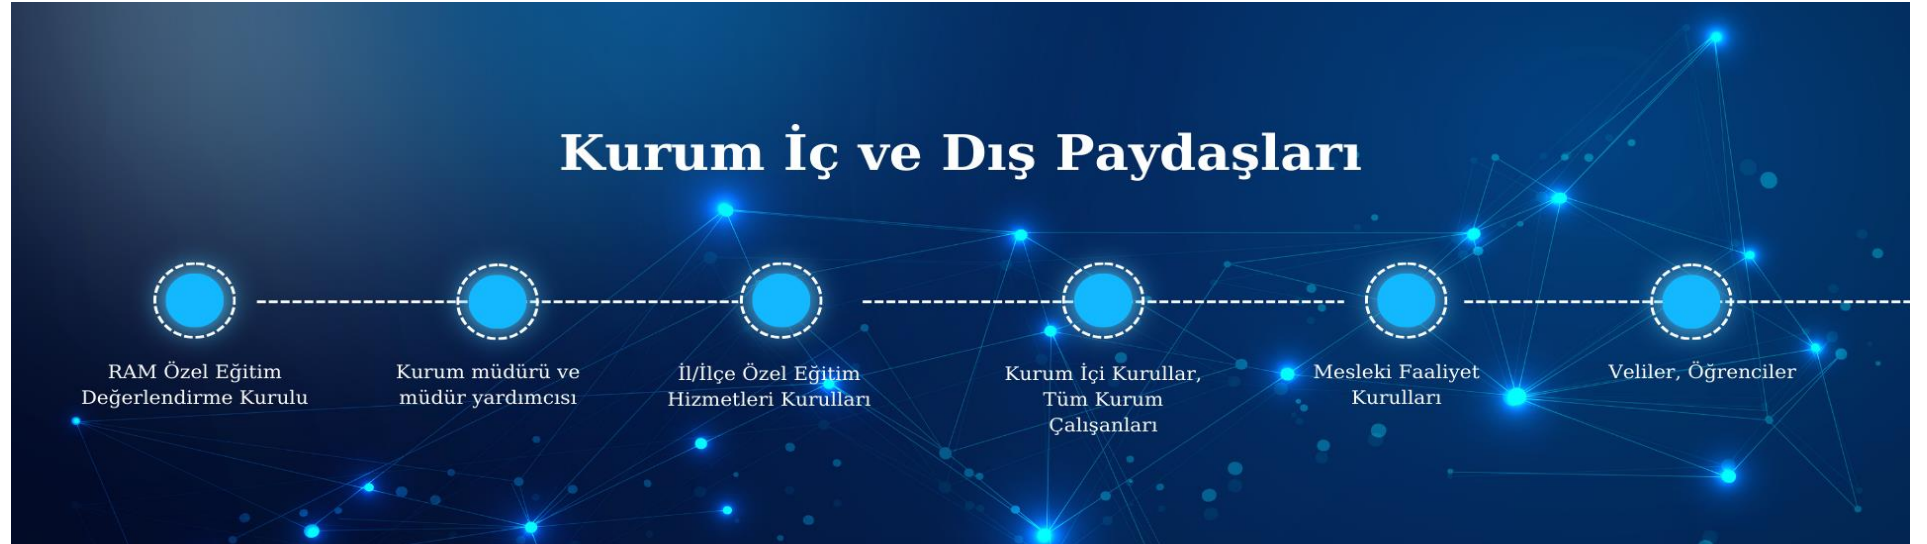 Kurum İç ve Dış Paydaşları
RAM Özel Eğitim
Değerlendirme Kurulu
Kurum müdürü ve
müdür yardımcısı
İl/İlçe Özel Eğitim
Hizmetleri Kurulları
Kurum İçi Kurullar,
Tüm Kurum
Çalışanları
Mesleki Faaliyet
Kurulları
Veliler, Öğrenciler